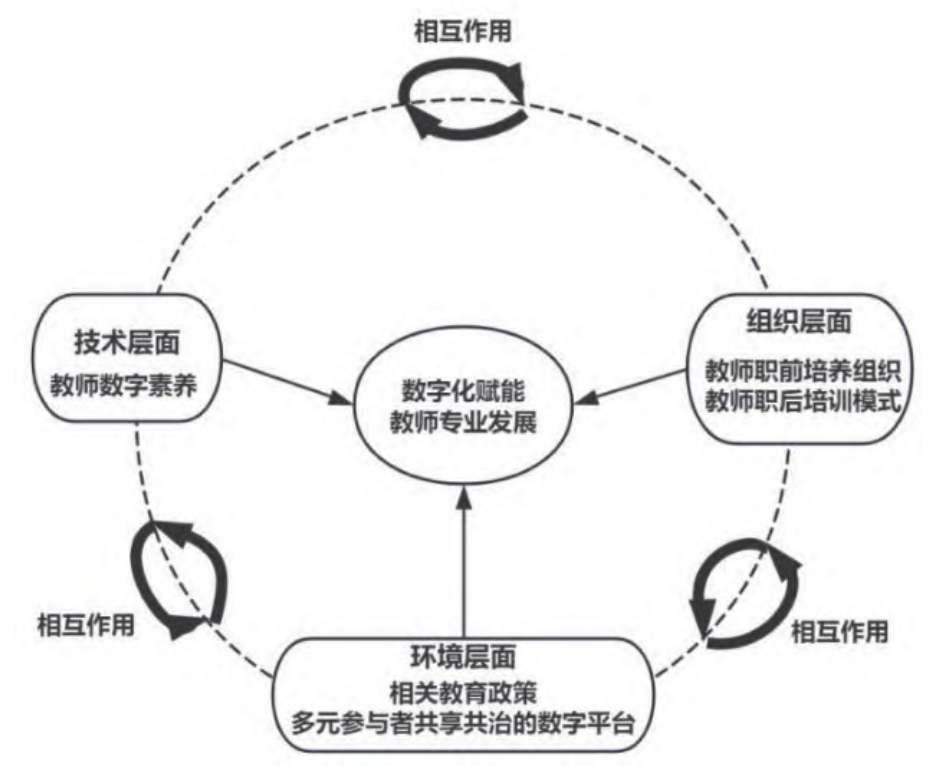 相互作用
技术层面
教师数字素养
组织层面
教师职前培养组织
教师职后培训模式
数字化赋能
教师专业发展
相互作用
相互作用
环境层面
相关教育政策
多元参与者共享共治的数字平台